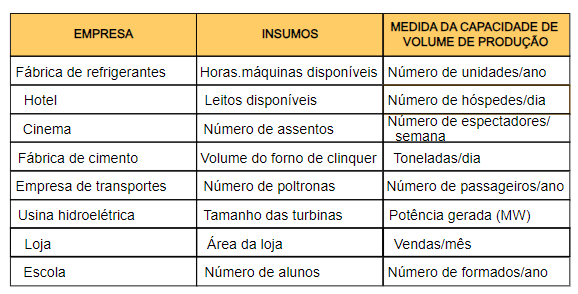 EMPRESA INSUMOS MEDIDA DA CAPACIDADE DE
VOLUME DE PRODUÇÃO
Fábrica de refrigerantes Horas.máquinas disponíveis Número de unidades/ano
Hotel Leitos disponíveis Número de hóspedes/dia
Cinema Número de assentos Número de espectadores/
semana
Fábrica de cimento Volume do forno de clinquer Toneladas/dia
Empresa de transportes Número de poltronas Número de passageiros/ano
Usina hidroelétrica Tamanho das turbinas Potência gerada (MW)
Loja Área da loja Vendas/mês
Escola Número de alunos Número de formados/ano